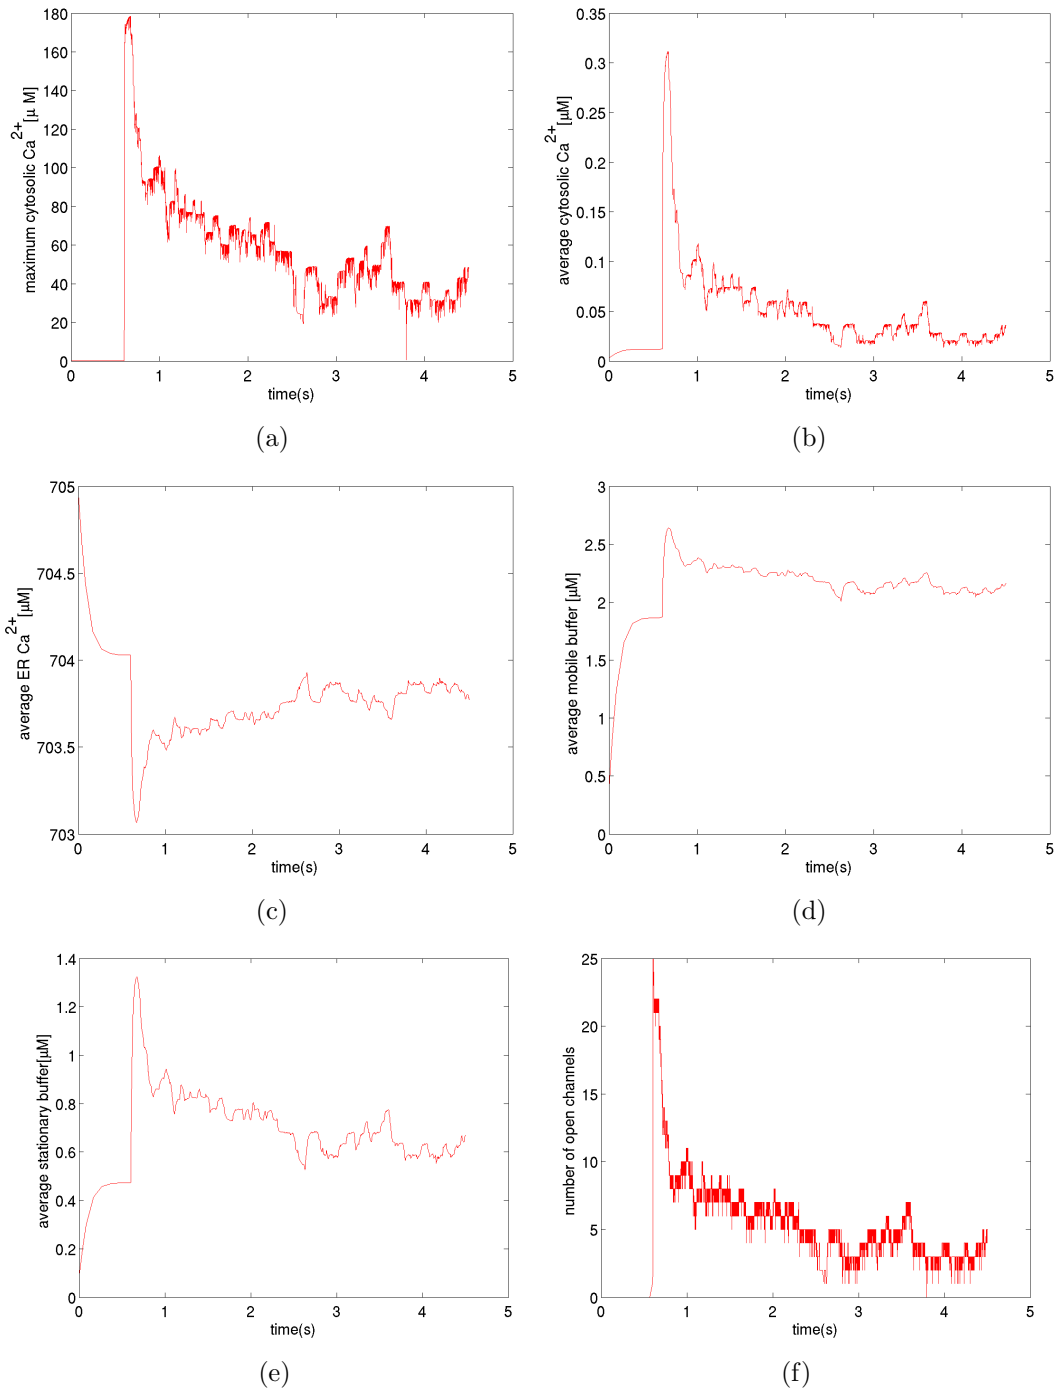 maximum cytosolic Ca2+[μ M]
180
160
140
120
100
80
60
40
20
0
0 1 2 3 4 5
time(s)
(a)
average cytosolic Ca2+[μM]
0.35
0.3
0.25
0.2
0.15
0.1
0.05
0
0 1 2 3 4 5
time(s)
(b)
average ER Ca2+[μM]
705
704.5
704
703.5
703
0 1 2 3 4 5
time(s)
(c)
average mobile buffer [μM]
3
2.5
2
1.5
1
0.5
0
0 1 2 3 4 5
time(s)
(d)
average stationary buffer[μM]
1.4
1.2
1
0.8
0.6
0.4
0.2
0
0 1 2 3 4 5
time(s)
(e)
number of open channels
25
20
15
10
5
0
0 1 2 3 4 5
time(s)
(f)